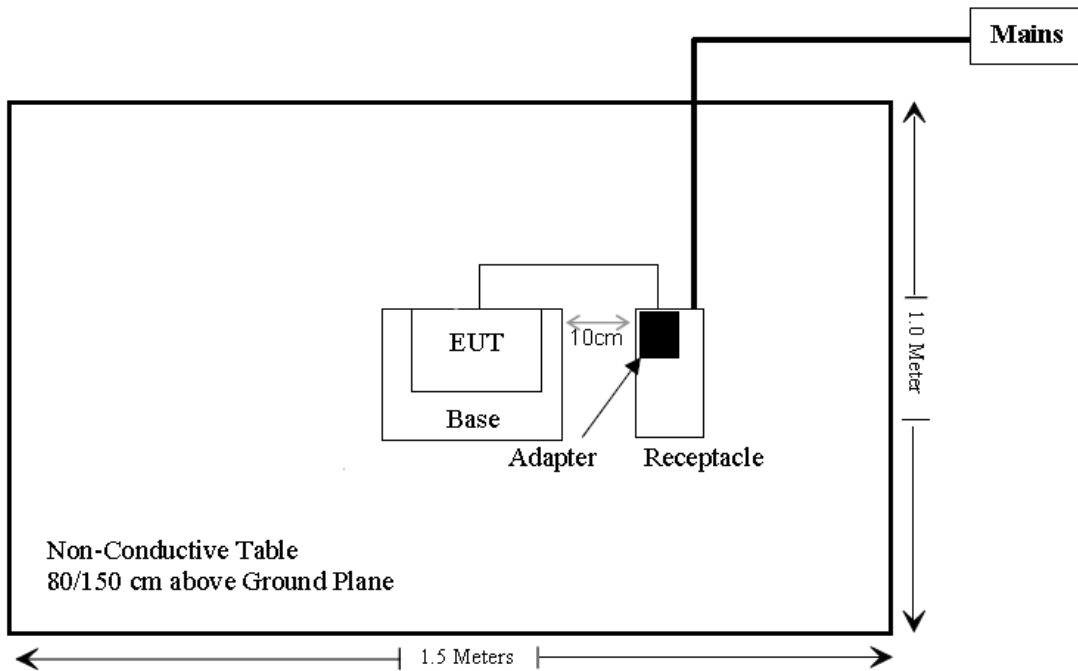 Mains
EUT
10cm
Base
Adapter
Receptacle
1.0 Meter
Non-Conductive Table
80/150 cm above Ground Plane
1.5 Meters